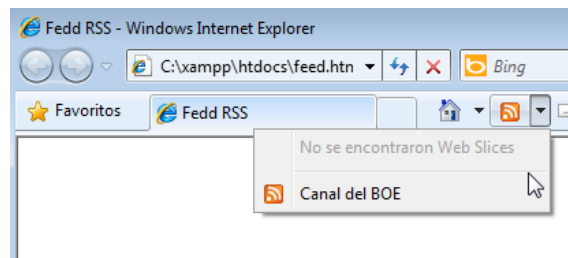 Fedd RSS - Windows Internet Explorer
C:\xampp\htdocs\feed.htn
Bing
Favoritos
Fedd RSS
No se encontraron Web Slices
Canal del BOE